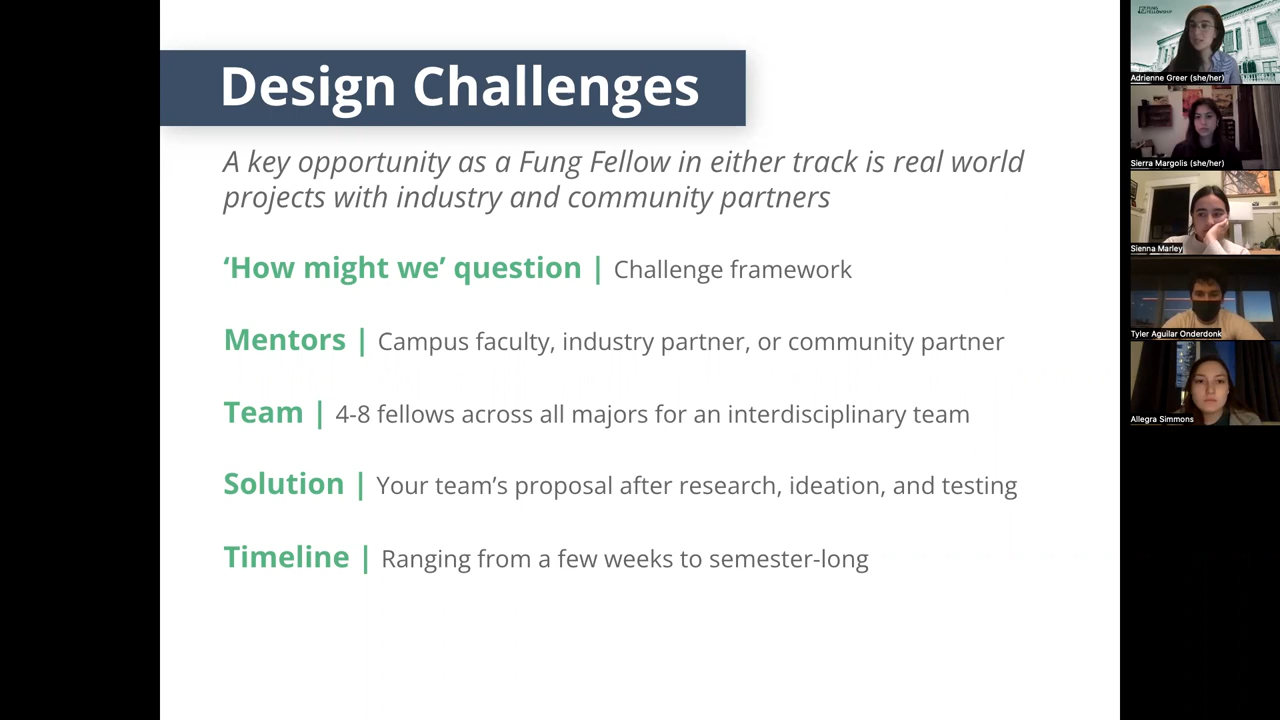 Design Challenges
A key opportunity as a Fung Fellow in either track is real world
projects with industry and community partners
‘How might we’ question | Challenge framework
Mentors | Campus faculty, industry partner, or community partner
Team | 4-8 fellows across all majors for an interdisciplinary team
Solution | Your team’s proposal after research, ideation, and testing
Timeline | Ranging from a few weeks to semester-long
FUNG
FELLOWSHIP
Adrienne Greer (she/her)
Sierra Margolis (she/her)
Sienna Marley
Tyler Aguilar Onderdonk
Allegra Simmons